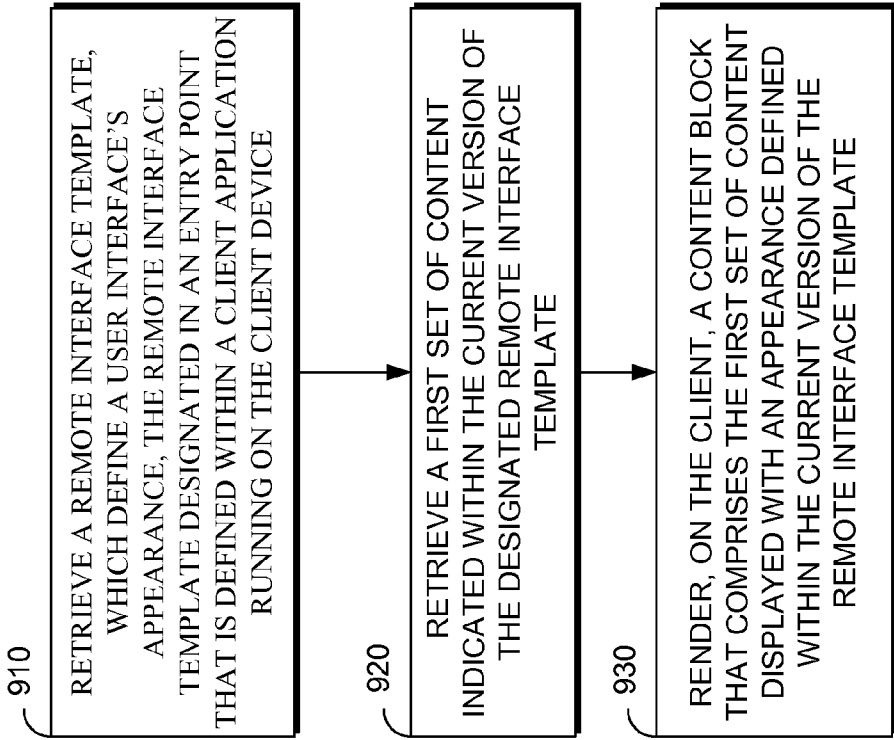 910
RETRIEVE A REMOTE INTERFACE TEMPLATE,
WHICH DEFINE A USER INTERFACE'S
APPEARANCE, THE REMOTE INTERFACE
TEMPLATE DESIGNATED IN AN ENTRY POINT
THAT IS DEFINED WITHIN A CLIENT APPLICATION
RUNNING ON THE CLIENT DEVICE
920
RETRIEVE A FIRST SET OF CONTENT
INDICATED WITHIN THE CURRENT VERSION OF
THE DESIGNATED REMOTE INTERFACE
TEMPLATE
930
RENDER, ON THE CLIENT, A CONTENT BLOCK
THAT COMPRISES THE FIRST SET OF CONTENT
DISPLAYED WITH AN APPEARANCE DEFINED
WITHIN THE CURRENT VERSION OF THE
REMOTE INTERFACE TEMPLATE